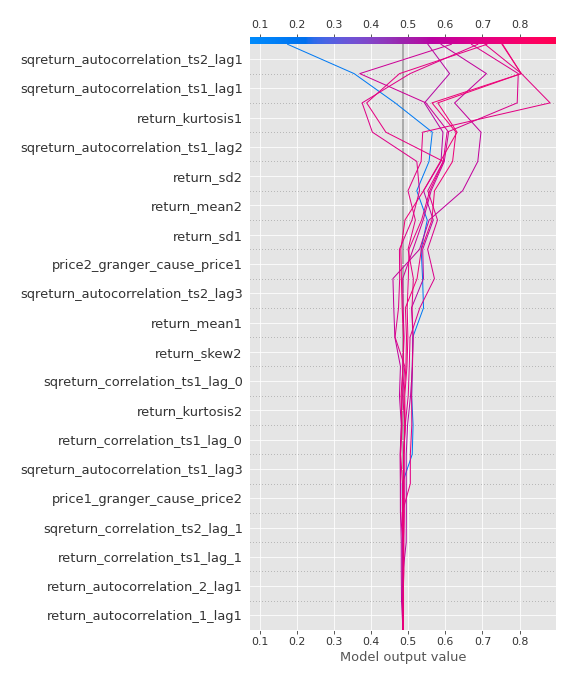 0.1 0.2 0.3 0.4 0.5 0.6 0.7 0.8
sqreturn_autocorrelation_ts2_lag1
sqreturn_autocorrelation_ts1_lag1
return_kurtosis1
sqreturn_autocorrelation_ts1_lag2
return_sd2
return_mean2
return_sd1
price2_granger_cause_price1
sqreturn_autocorrelation_ts2_lag3
return_mean1
return_skew2
sqreturn_correlation_ts1_lag_0
return_kurtosis2
return_correlation_ts1_lag_0
sqreturn_autocorrelation_ts1_lag3
price1_granger_cause_price2
sqreturn_correlation_ts2_lag_1
return_correlation_ts1_lag_1
return_autocorrelation_2_lag1
return_autocorrelation_1_lag1
0.1 0.2 0.3 0.4 0.5 0.6 0.7 0.8
Model output value